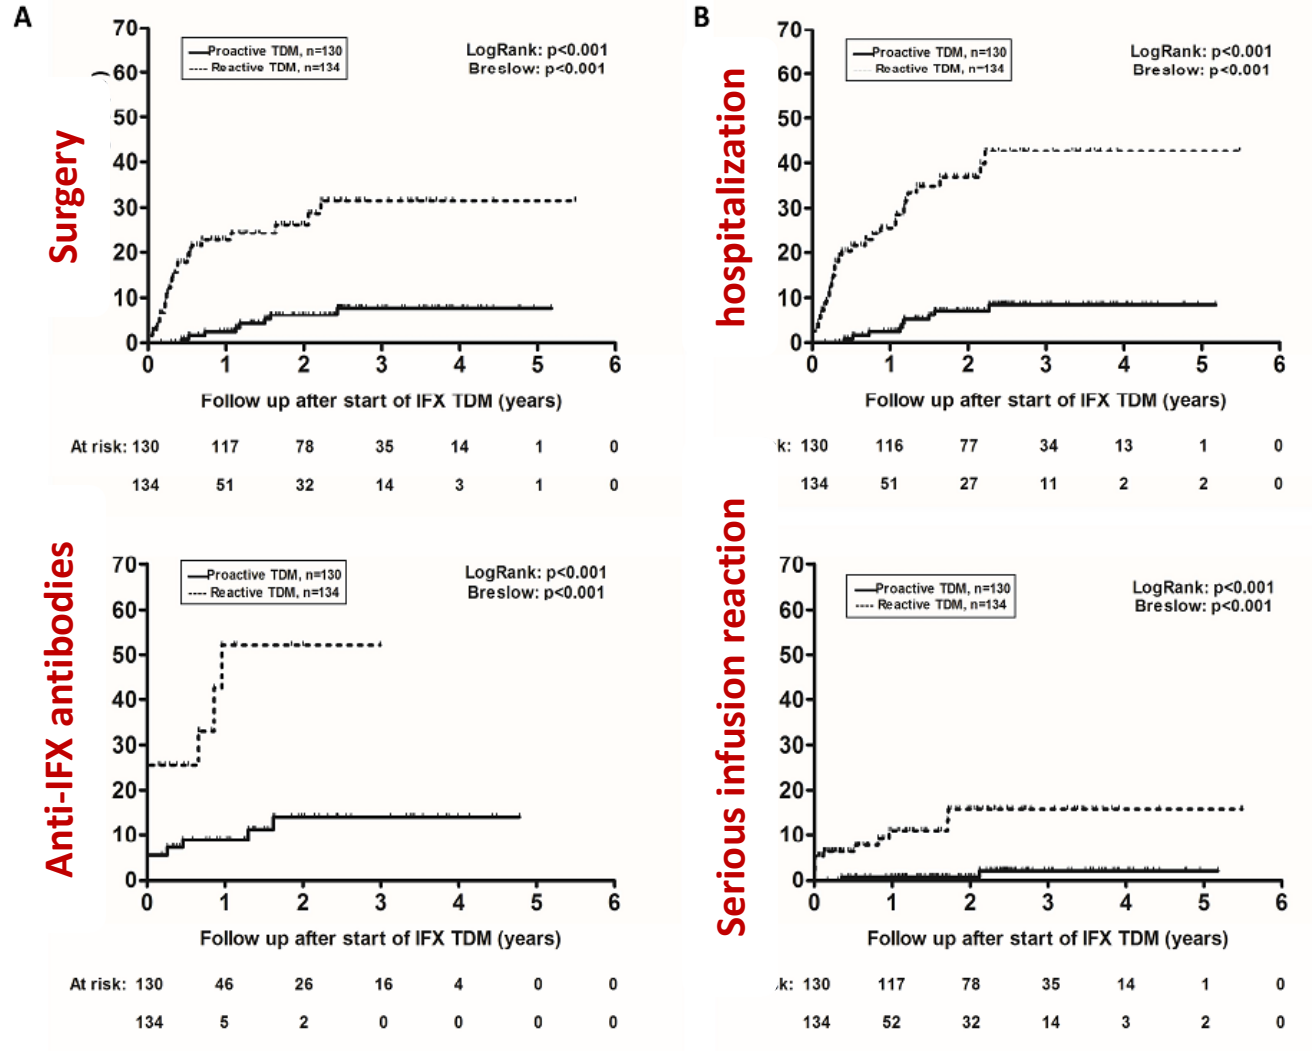 A
Surgery
)
70
60
50
40
30
20
10
0
Proactive TDM, n=130
Reactive TDM, n=134
LogRank: p<0.001
Breslow: p<0.001
0 1 2 3 4 5 6
Follow up after start of IFX TDM (years)
At risk: 130 117 78 35 14 1 0
134 51 32 14 3 1 0
B
hospitalization
70
60
50
40
30
20
10
0
Proactive TDM, n=130
Reactive TDM, n=134
LogRank: p<0.001
Breslow: p<0.001
0 1 2 3 4 5 6
Follow up after start of IFX TDM (years)
k: 130 116 77 34 13 1 0
134 51 27 11 2 2 0
Anti-IFX antibodies
70
60
50
40
30
20
10
0
Proactive TDM, n=130
Reactive TDM, n=134
LogRank: p<0.001
Breslow: p<0.001
0 1 2 3 4 5 6
Follow up after start of IFX TDM (years)
At risk: 130 46 26 16 4 0 0
134 5 2 0 0 0 0
Serious infusion reaction
70
60
50
40
30
20
10
0
Proactive TDM, n=130
Reactive TDM, n=134
LogRank: p<0.001
Breslow: p<0.001
0 1 2 3 4 5 6
Follow up after start of IFX TDM (years)
k: 130 117 78 35 14 1 0
134 52 32 14 3 2 0